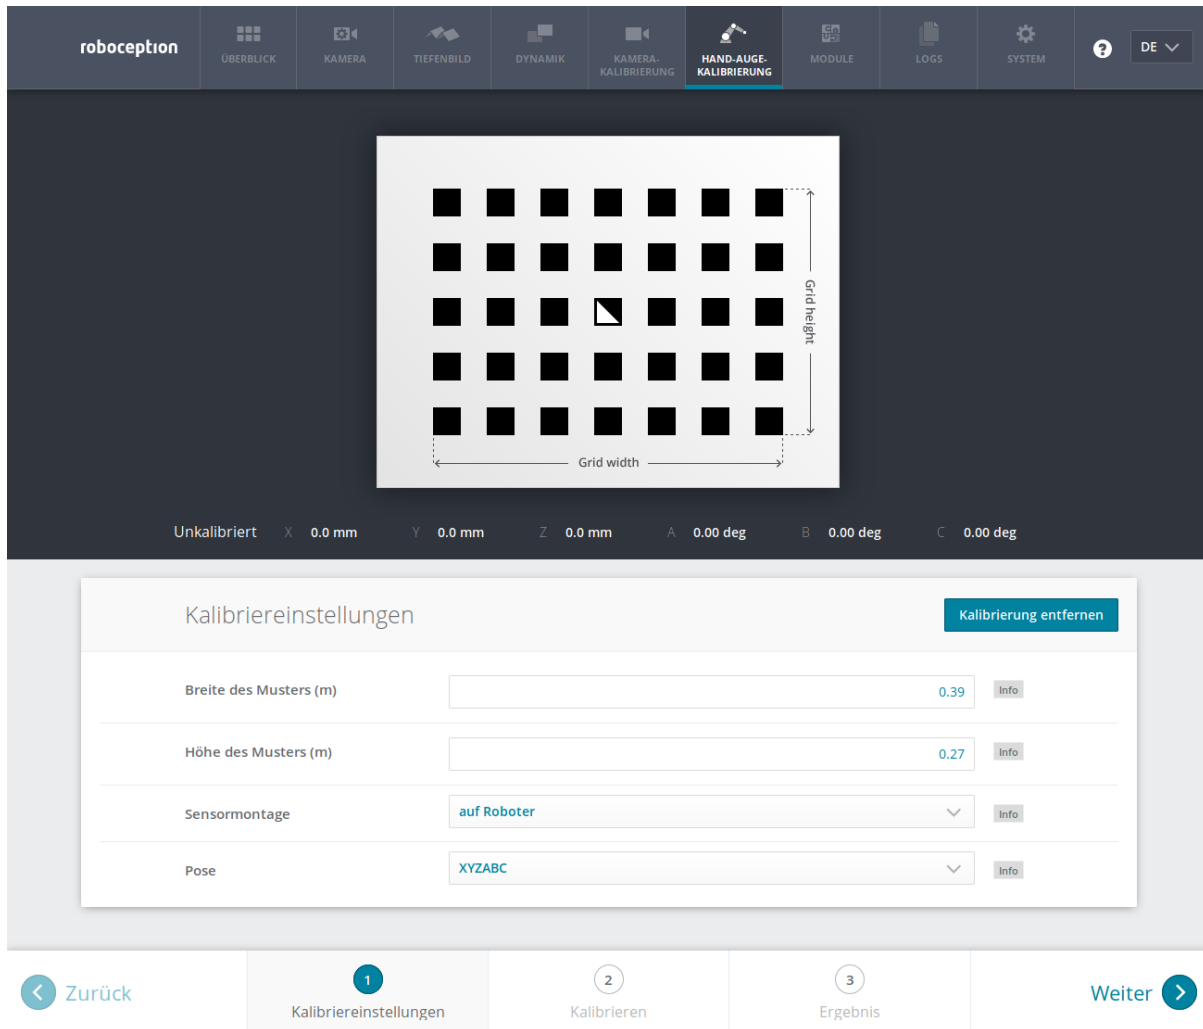 roboception
ÜBERBLICK
KAMERA
TIEFENBILD
DYNAMIK
KAMERA-
KALIBRIERUNG
HAND-AUGE-
KALIBRIERUNG
MODULE
LOGS
SYSTEM
?
DE
Grid height
Grid width
Unkalibriert X 0.0 mm Y 0.0 mm Z 0.0 mm A 0.00 deg B 0.00 deg C 0.00 deg
Kalibriereinstellungen
Kalibrierung entfernen
Breite des Musters (m) 0.39 Info
Höhe des Musters (m) 0.27 Info
Sensormontage auf Roboter Info
Pose XYZABC Info
Zurück
1
Kalibriereinstellungen
2
Kalibrieren
3
Ergebnis
Weiter